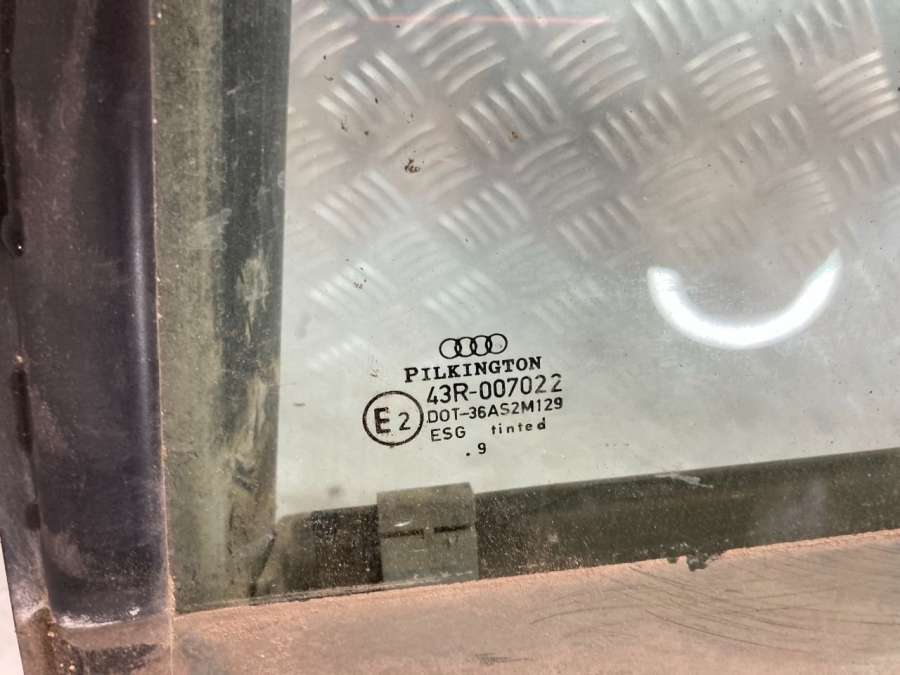 PILKINGTON
43R-007022
E2
DOT-36AS2M129
ESG tinted
.9